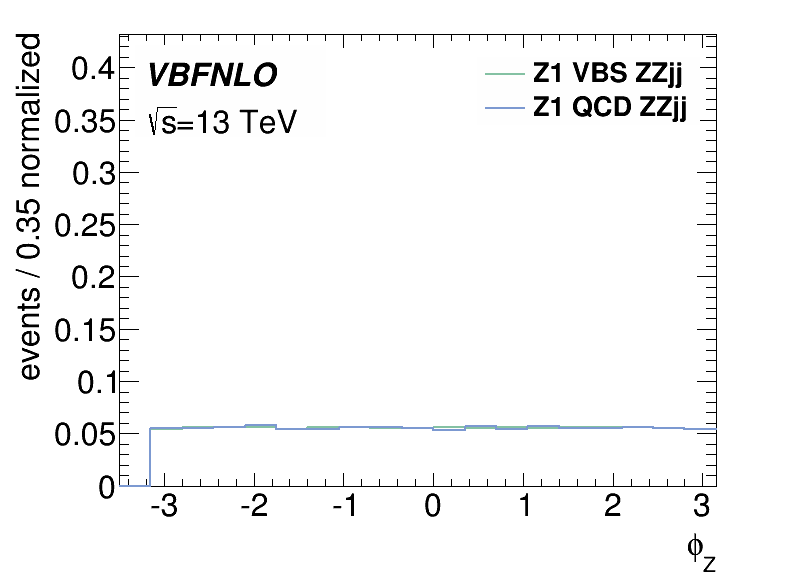 VBFNLO
√s=13 TeV
Z1 VBS ZZjj
Z1 QCD ZZjj
events / 0.35 normalized
0.4
0.35
0.3
0.25
0.2
0.15
0.1
0.05
0
-3 -2 -1 0 1 2 3
ϕ_Z